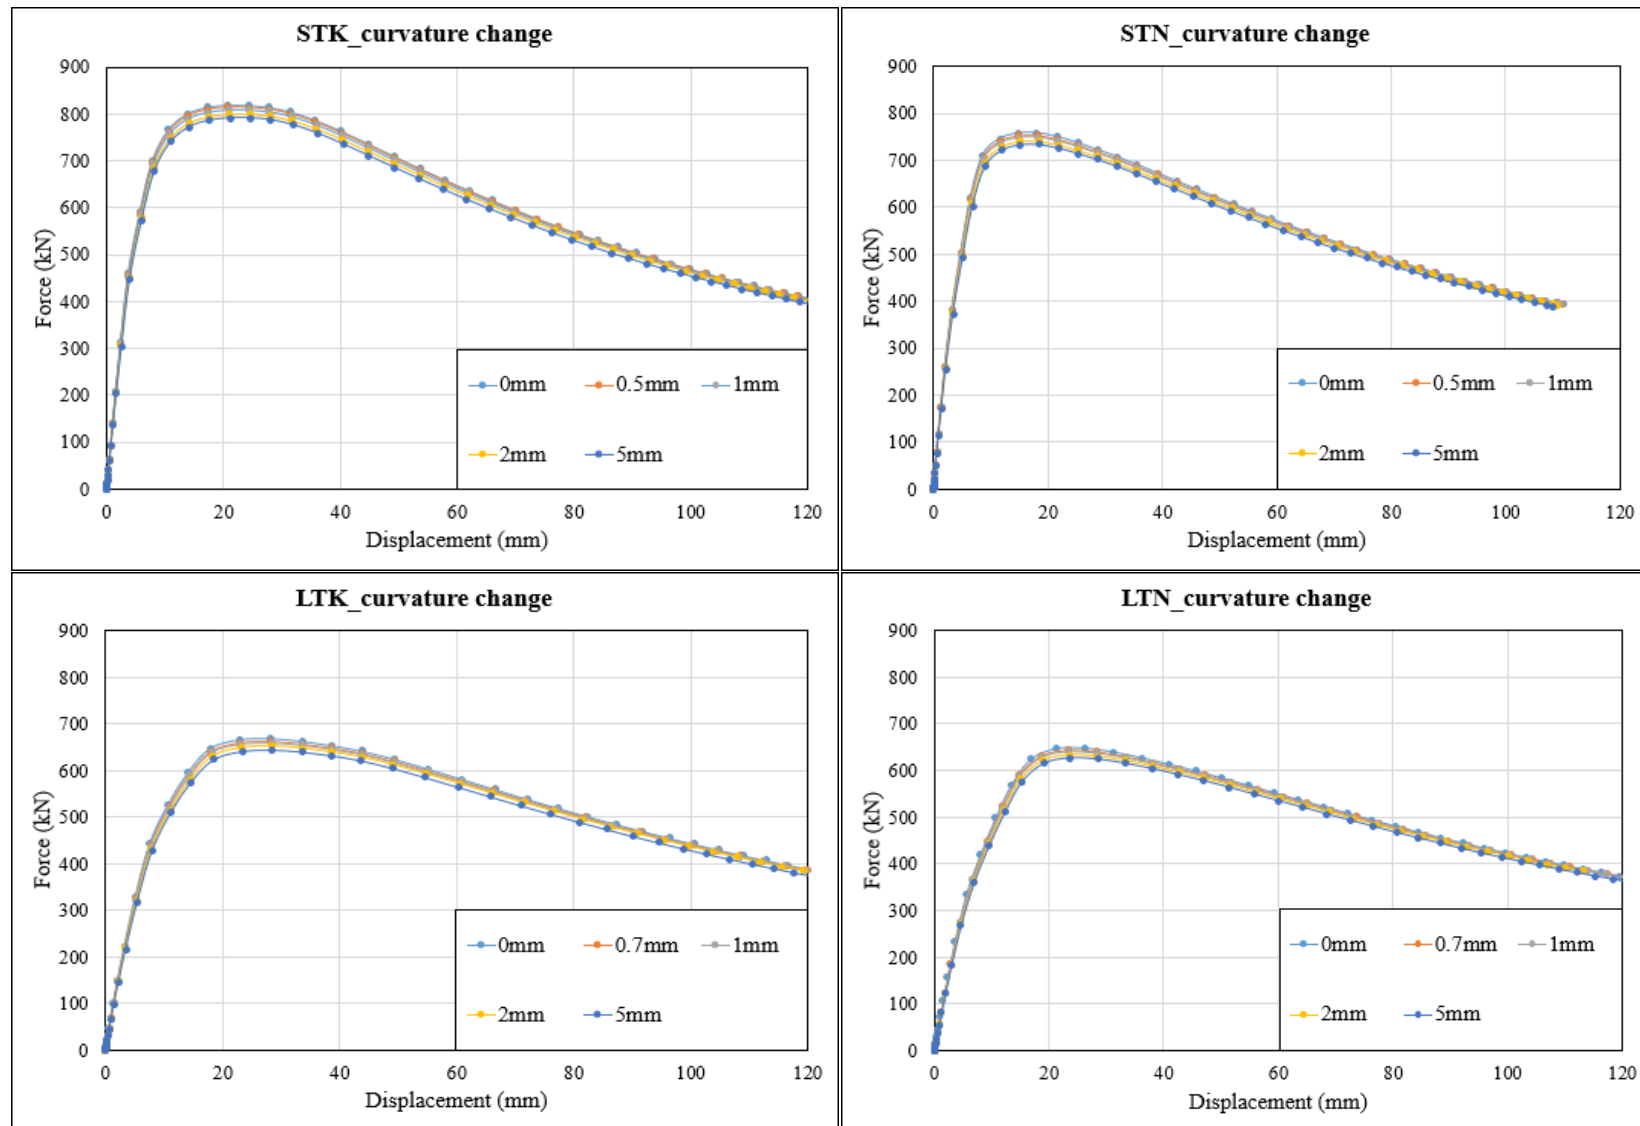 STK_curvature change
900
800
700
600
500
400
300
200
100
0
Force (kN)
0 20 40 60 80 100 120
Displacement (mm)
0mm 0.5mm 1mm
2mm 5mm
STN_curvature change
900
800
700
600
500
400
300
200
100
0
Force (kN)
0 20 40 60 80 100 120
Displacement (mm)
0mm 0.5mm 1mm
2mm 5mm
LTK_curvature change
900
800
700
600
500
400
300
200
100
0
Force (kN)
0 20 40 60 80 100 120
Displacement (mm)
0mm 0.7mm 1mm
2mm 5mm
LTN_curvature change
900
800
700
600
500
400
300
200
100
0
Force (kN)
0 20 40 60 80 100 120
Displacement (mm)
0mm 0.7mm 1mm
2mm 5mm